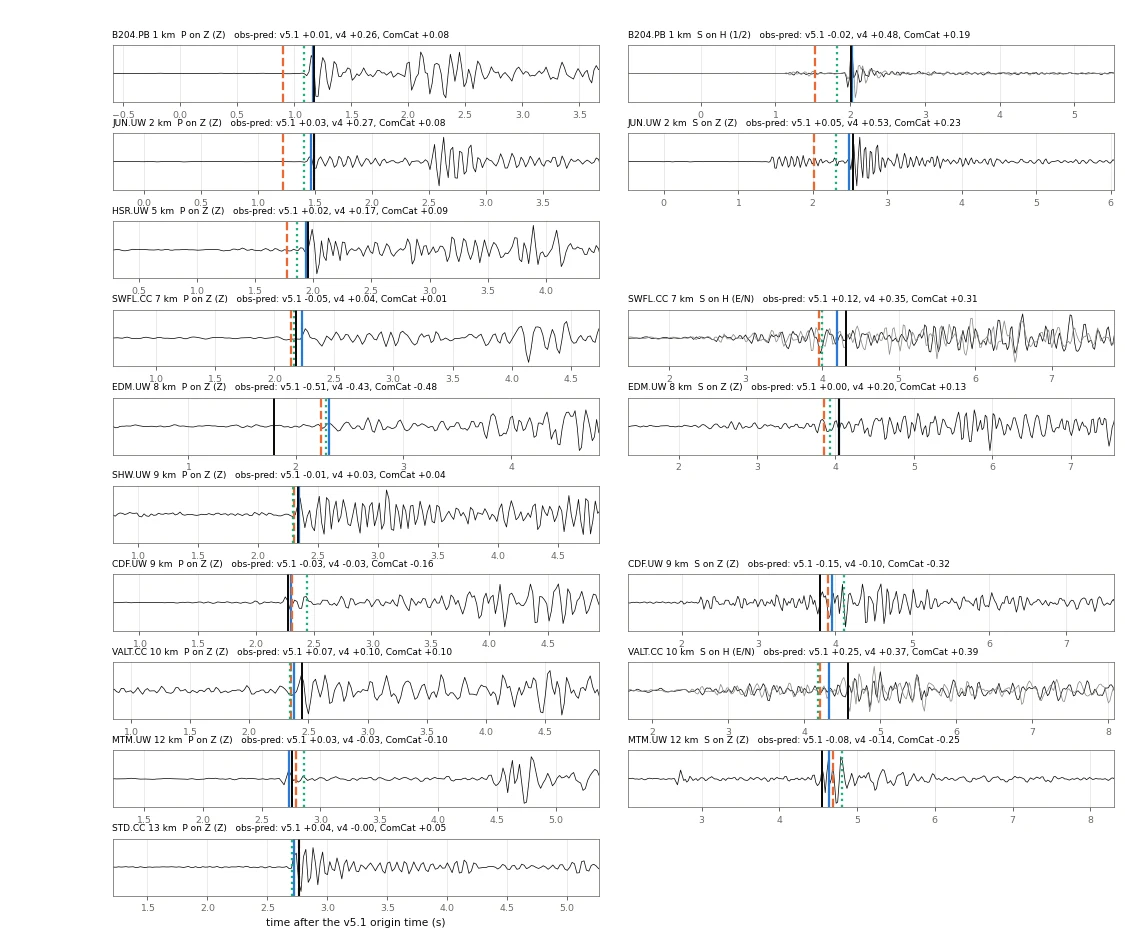 B204.PB 1 km  P on Z (Z)   obs-pred: v5.1 +0.01, v4 +0.26, ComCat +0.08
B204.PB 1 km  S on H (1/2)   obs-pred: v5.1 -0.02, v4 +0.48, ComCat +0.19
−0.5 0.0 0.5 1.0 1.5 2.0 2.5 3.0 3.5
0 1 2 3 4 5
JUN.UW 2 km  P on Z (Z)   obs-pred: v5.1 +0.03, v4 +0.27, ComCat +0.08
JUN.UW 2 km  S on Z (Z)   obs-pred: v5.1 +0.05, v4 +0.53, ComCat +0.23
0.0 0.5 1.0 1.5 2.0 2.5 3.0 3.5
0 1 2 3 4 5 6
HSR.UW 5 km  P on Z (Z)   obs-pred: v5.1 +0.02, v4 +0.17, ComCat +0.09
0.5 1.0 1.5 2.0 2.5 3.0 3.5 4.0
SWFL.CC 7 km  P on Z (Z)   obs-pred: v5.1 -0.05, v4 +0.04, ComCat +0.01
SWFL.CC 7 km  S on H (E/N)   obs-pred: v5.1 +0.12, v4 +0.35, ComCat +0.31
1.0 1.5 2.0 2.5 3.0 3.5 4.0 4.5
2 3 4 5 6 7
EDM.UW 8 km  P on Z (Z)   obs-pred: v5.1 -0.51, v4 -0.43, ComCat -0.48
EDM.UW 8 km  S on Z (Z)   obs-pred: v5.1 +0.00, v4 +0.20, ComCat +0.13
1 2 3 4
2 3 4 5 6 7
SHW.UW 9 km  P on Z (Z)   obs-pred: v5.1 -0.01, v4 +0.03, ComCat +0.04
1.0 1.5 2.0 2.5 3.0 3.5 4.0 4.5
CDF.UW 9 km  P on Z (Z)   obs-pred: v5.1 -0.03, v4 -0.03, ComCat -0.16
CDF.UW 9 km  S on Z (Z)   obs-pred: v5.1 -0.15, v4 -0.10, ComCat -0.32
1.0 1.5 2.0 2.5 3.0 3.5 4.0 4.5
2 3 4 5 6 7
VALT.CC 10 km  P on Z (Z)   obs-pred: v5.1 +0.07, v4 +0.10, ComCat +0.10
VALT.CC 10 km  S on H (E/N)   obs-pred: v5.1 +0.25, v4 +0.37, ComCat +0.39
1.0 1.5 2.0 2.5 3.0 3.5 4.0 4.5
2 3 4 5 6 7 8
MTM.UW 12 km  P on Z (Z)   obs-pred: v5.1 +0.03, v4 -0.03, ComCat -0.10
MTM.UW 12 km  S on Z (Z)   obs-pred: v5.1 -0.08, v4 -0.14, ComCat -0.25
1.5 2.0 2.5 3.0 3.5 4.0 4.5 5.0
3 4 5 6 7 8
STD.CC 13 km  P on Z (Z)   obs-pred: v5.1 +0.04, v4 -0.00, ComCat +0.05
1.5 2.0 2.5 3.0 3.5 4.0 4.5 5.0
time after the v5.1 origin time (s)